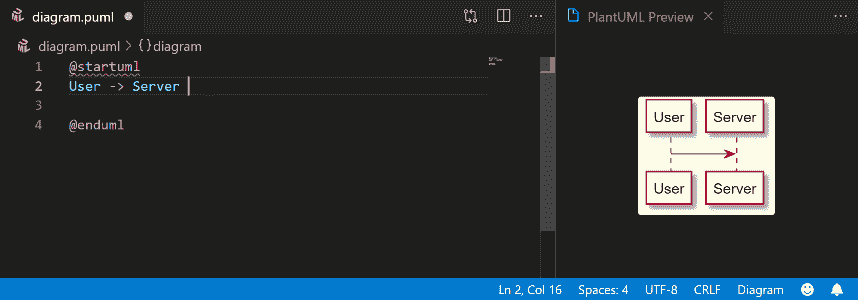 diagram.puml
PlantUML Preview
diagram.puml > {} diagram
1 @startuml
2 User -> Server
3
4 @enduml
User Server
User Server
Ln 2, Col 16 Spaces: 4 UTF-8 CRLF Diagram